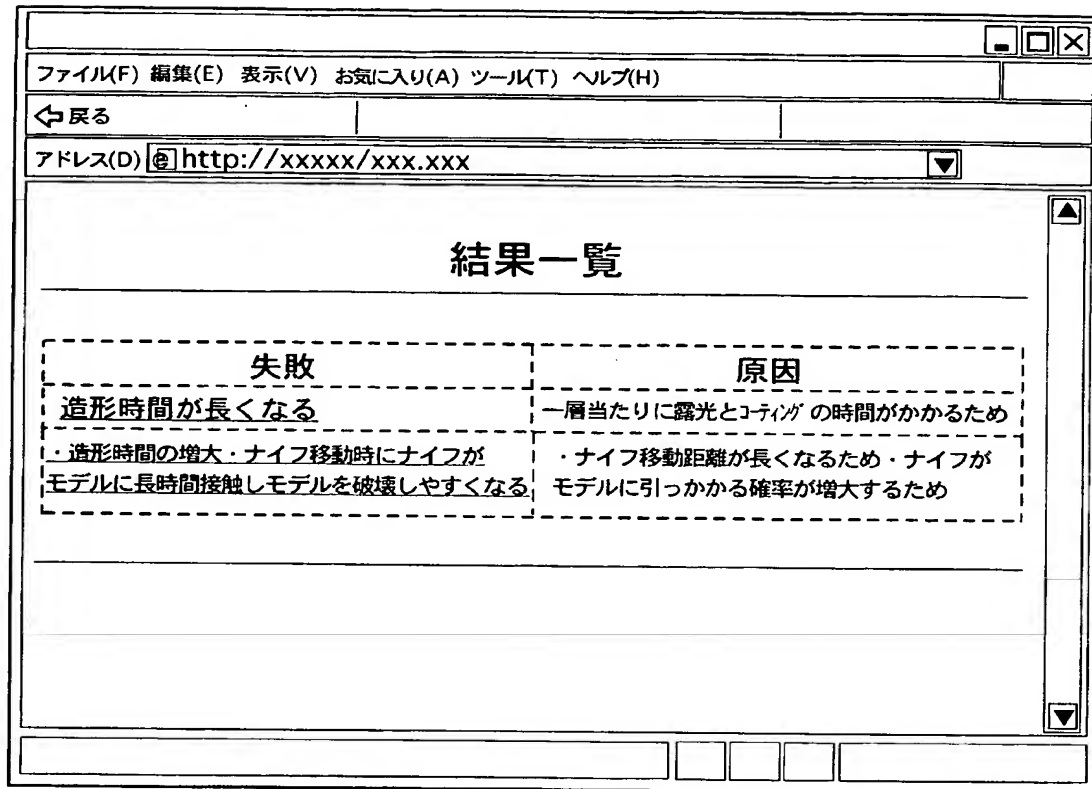 ファイル(F) 編集(E) 表示(V) お気に入り(A) ツール(T) ヘルプ(H)
戻る
アドレス(D) http://xxxxx/xxx.xxx
結果一覧
失敗 原因
造形時間が長くなる 一層当たりに露光とコーティングの時間がかかるため
・造形時間の増大・ナイフ移動時にナイフが ・ナイフ移動距離が長くなるため・ナイフが
モデルに長時間接触しモデルを破壊しやすくなる モデルに引っかかる確率が増大するため